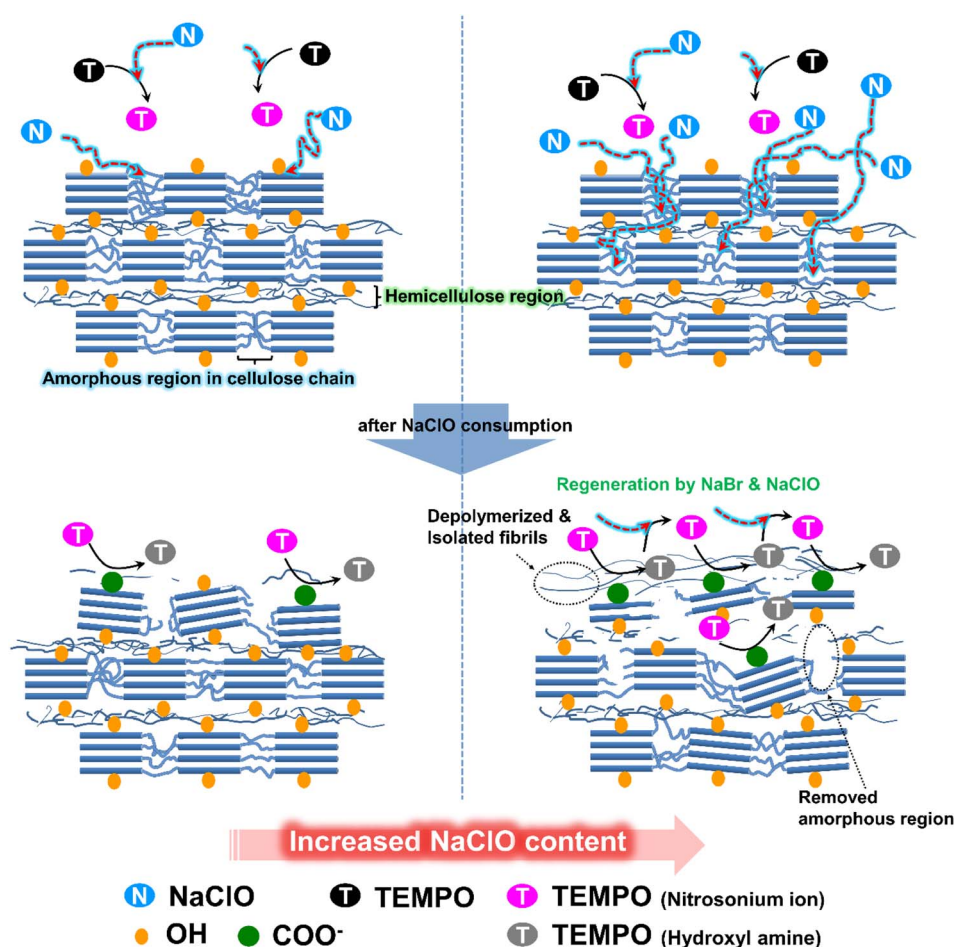 N
N
T
T
N
T
T
T
T
N
N
N
T
T
N
N
N
N
Hemicellulose region
Amorphous region in cellulose chain
after NaClO consumption
Regeneration by NaBr & NaClO
Depolymerized &
Isolated fibrils
T
T
T
T
T
T
T
T
T
T
T
T
Removed
amorphous region
Increased NaClO content
N NaClO
T TEMPO
T TEMPO (Nitrosonium ion)
OH
COO-
T TEMPO (Hydroxyl amine)